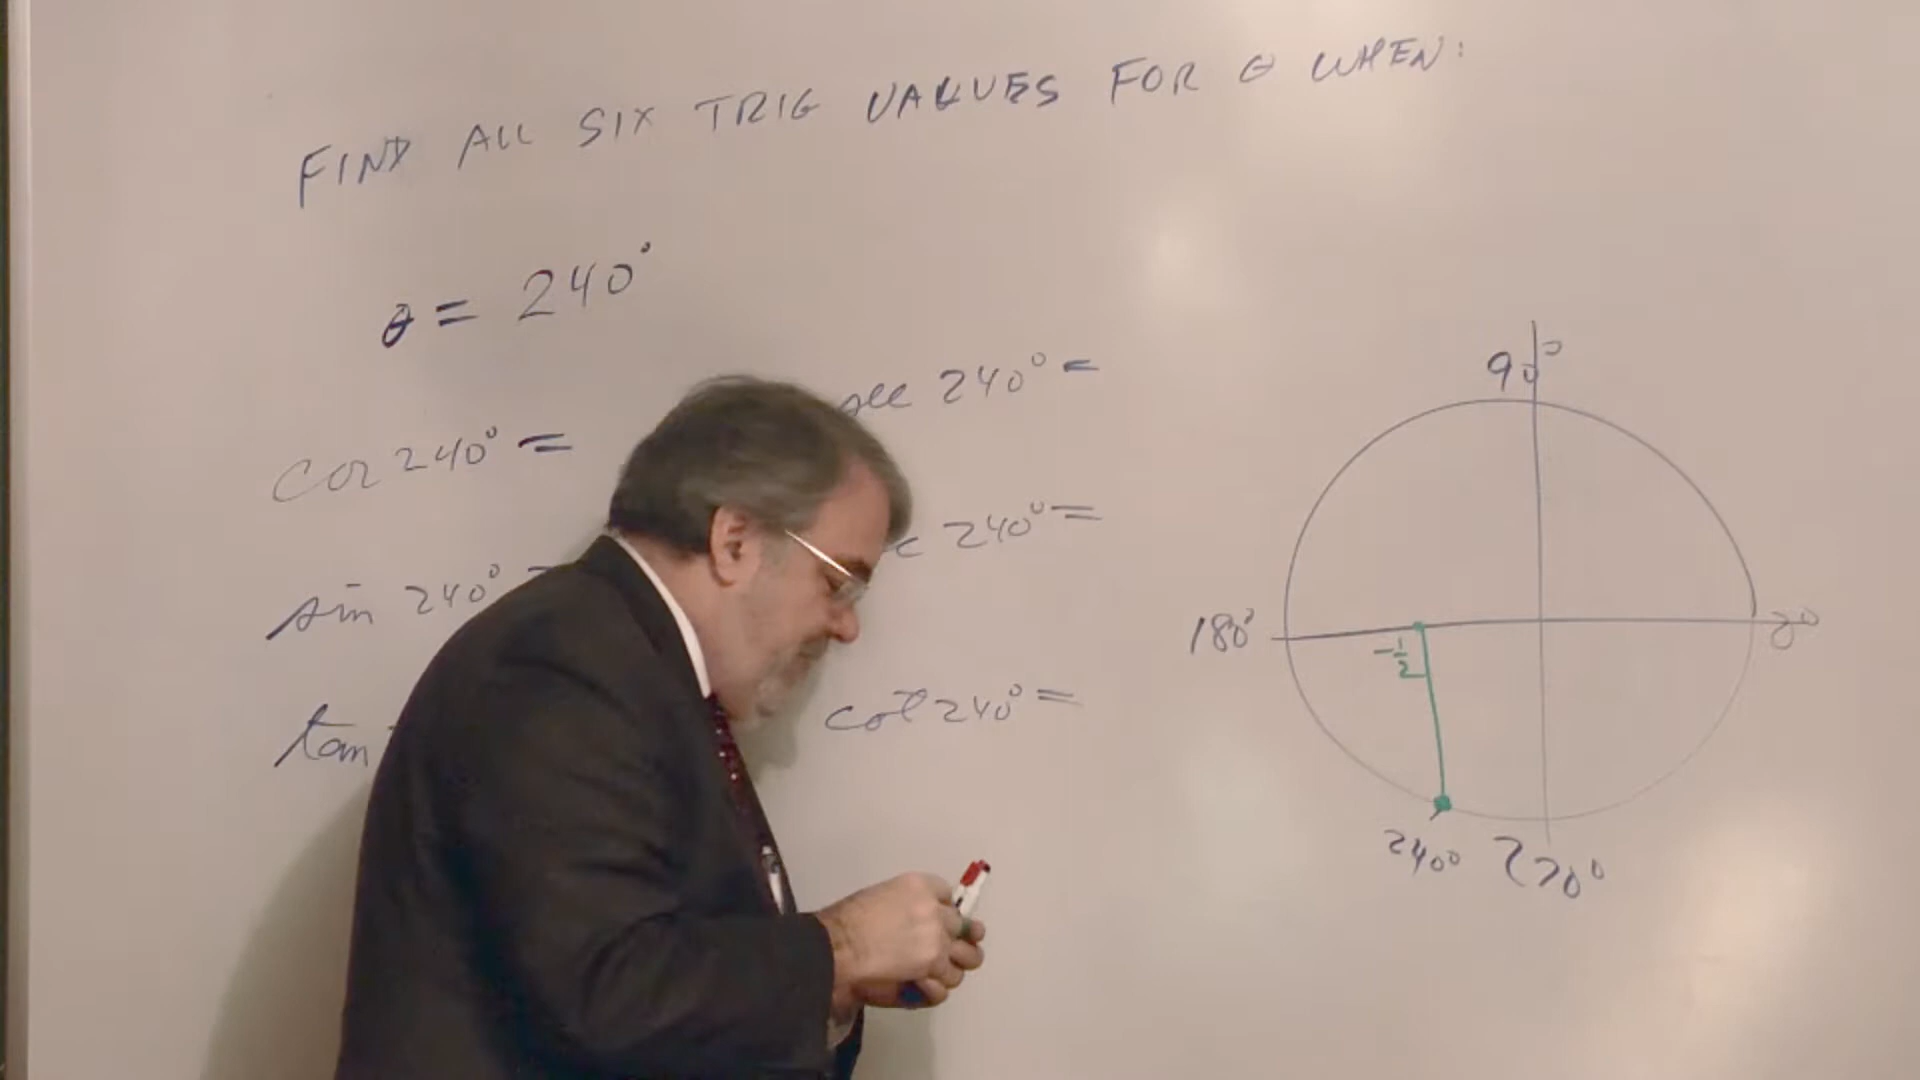 FIND ALL SIX TRIG VALUES FOR θ WHEN:
θ = 240°
cos 240° =
sec 240° =
sin 240° =
c 240° =
tan
cot 240° =
90°
180°
0°
-1/2
240°
270°